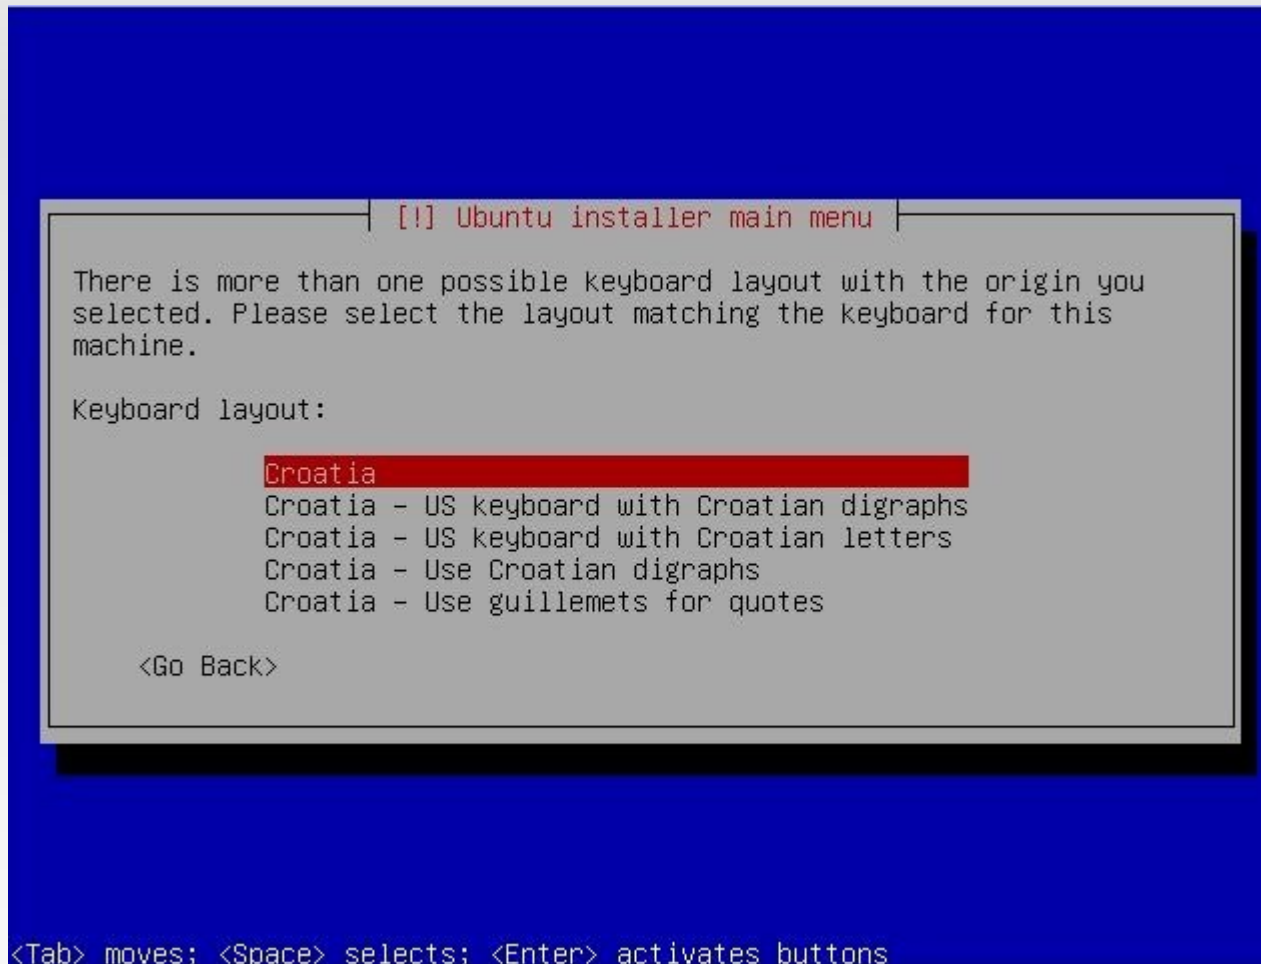 [!] Ubuntu installer main menu
There is more than one possible keyboard layout with the origin you
selected. Please select the layout matching the keyboard for this
machine.
Keyboard layout:
Croatia
Croatia – US keyboard with Croatian digraphs
Croatia – US keyboard with Croatian letters
Croatia – Use Croatian digraphs
Croatia – Use guillemets for quotes
<Go Back>
<Tab> moves; <Space> selects; <Enter> activates buttons